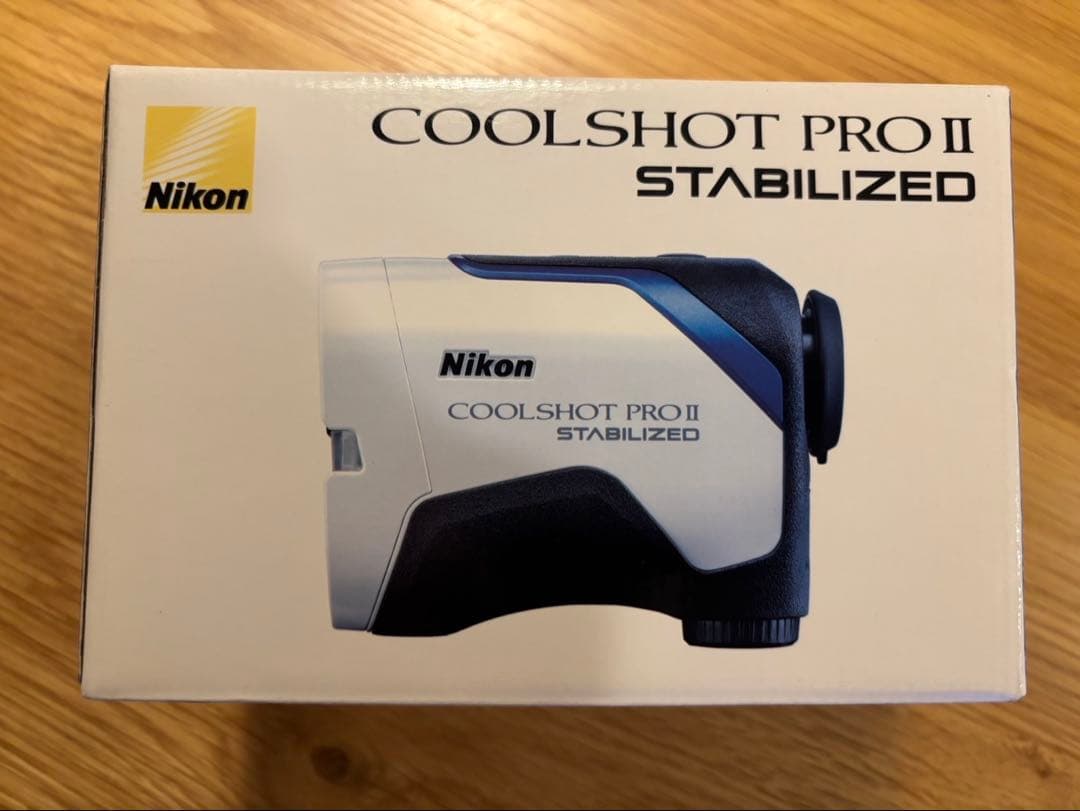 Nikon
COOLSHOT PRO II
STABILIZED
Nikon
COOLSHOT PRO II
STABILIZED